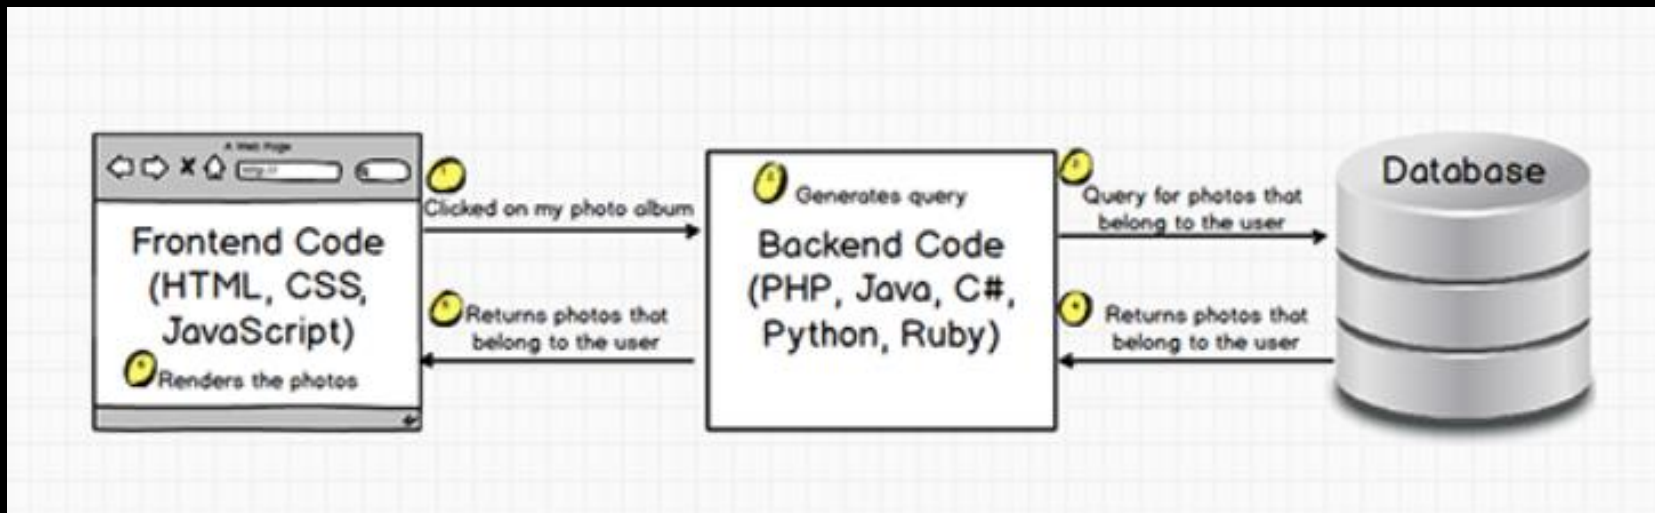 A Web Page
http://
Clicked on my photo album
Frontend Code
(HTML, CSS,
JavaScript)
Renders the photos
Returns photos that
belong to the user
Generates query
Backend Code
(PHP, Java, C#,
Python, Ruby)
Query for photos that
belong to the user
Returns photos that
belong to the user
Database